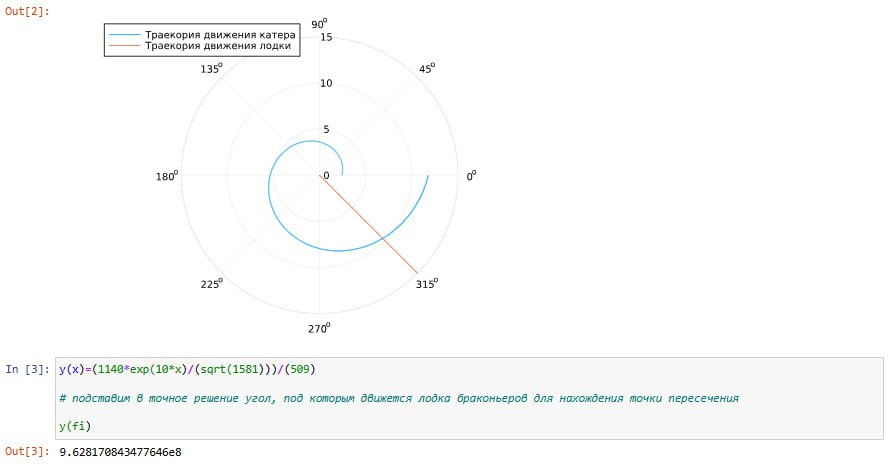 Out[2]:
Траекория движения катера
Траекория движения лодки
90°
15
135°
45°
10
5
180°
0
0°
225°
315°
270°
In [3]:
y(x)=(1140*exp(10*x)/(sqrt(1581)))/(509)
# подставим в точное решение угол, под которым движется лодка браконьеров для нахождения точки пересечения
y(fi)
Out[3]:
9.628170843477646e8